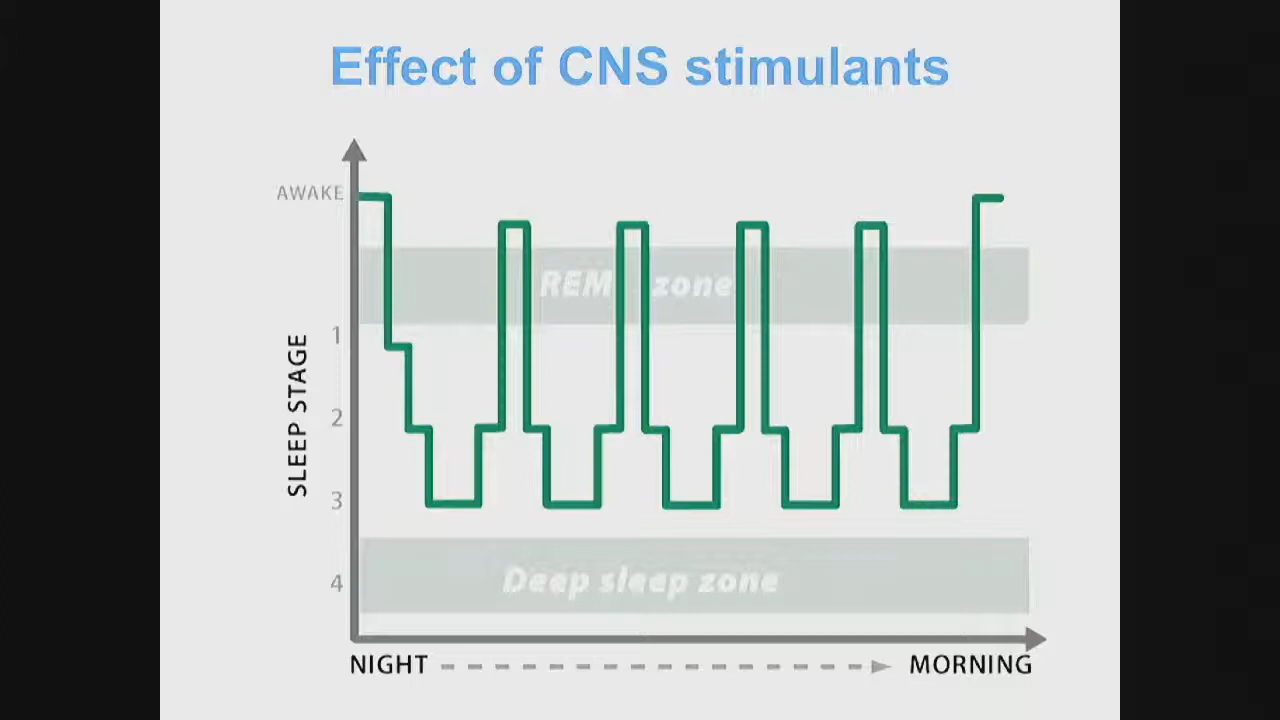 Effect of CNS stimulants
AWAKE
REM zone
1
SLEEP STAGE
2
3
Deep sleep zone
4
NIGHT
MORNING